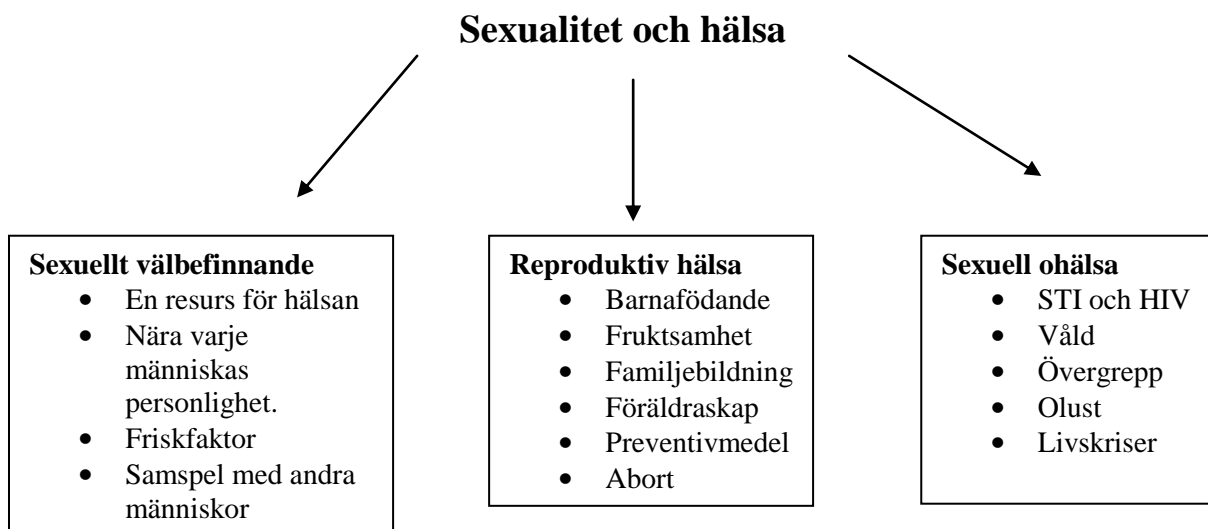 Sexualitet och hälsa
Sexuellt välbefinnande
• En resurs för hälsan
• Nära varje
människas
personlighet.
• Friskfaktor
• Samspel med andra
människor
Reproduktiv hälsa
• Barnafödande
• Fruktsamhet
• Familjebildning
• Föräldraskap
• Preventivmedel
• Abort
Sexuell ohälsa
• STI och HIV
• Våld
• Övergrepp
• Olust
• Livskriser